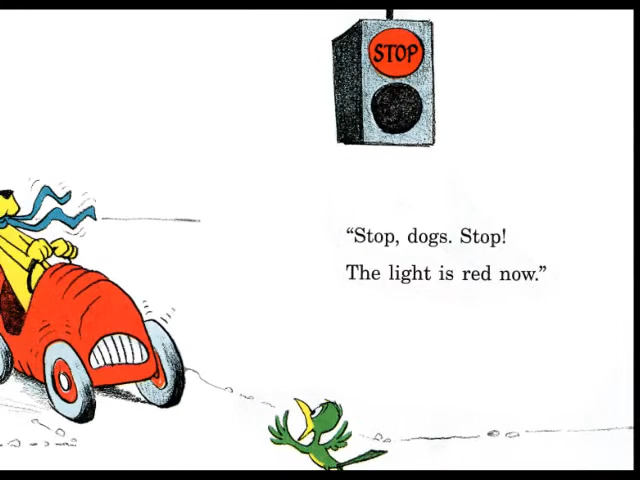 STOP
“Stop, dogs. Stop!
The light is red now.”